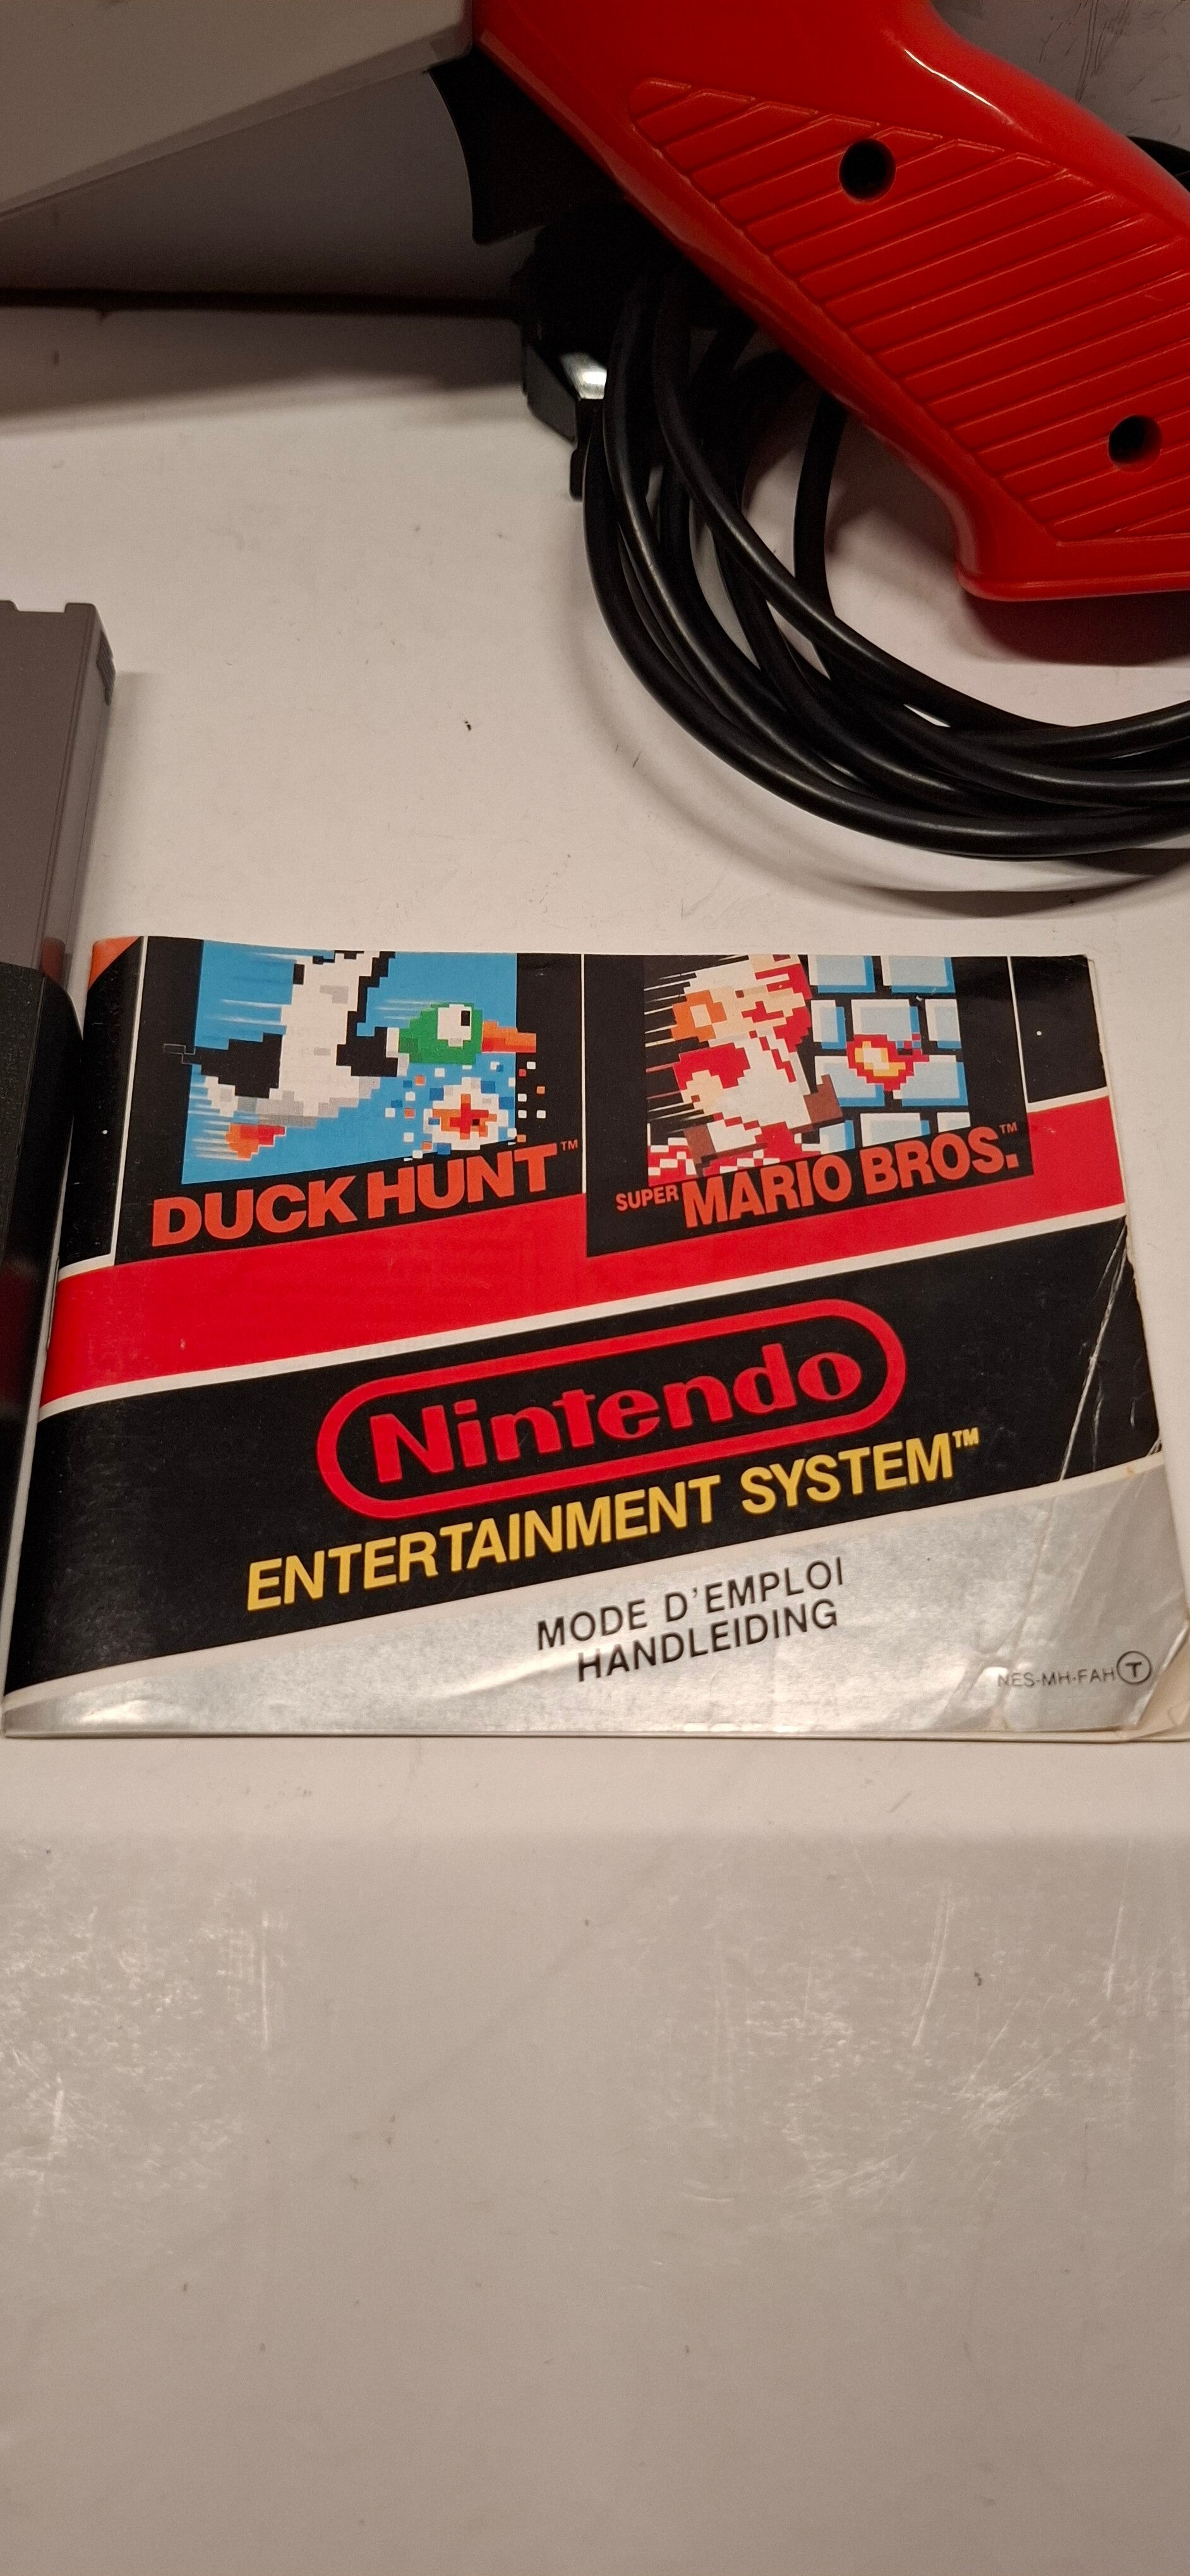 DUCK HUNT™
SUPER MARIO BROS.™
Nintendo
ENTERTAINMENT SYSTEM™
MODE D'EMPLOI
HANDLEIDING
NES-MH-FAH T